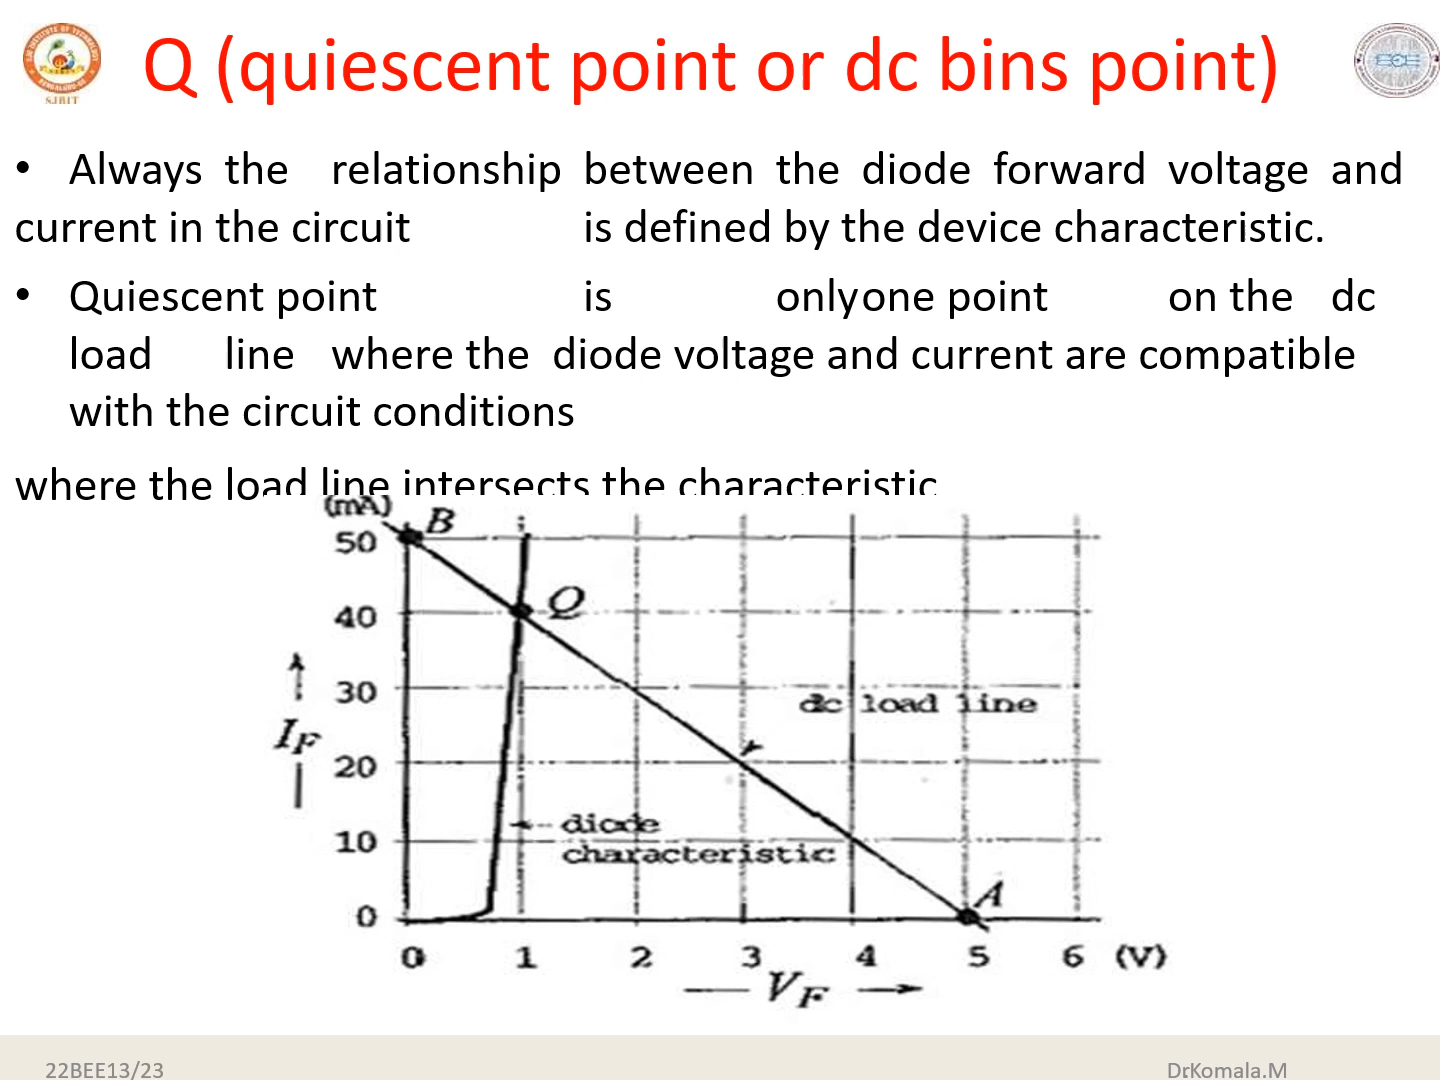 Q (quiescent point or dc bins point)
SJBIT
ECE
• Always the relationship between the diode forward voltage and
current in the circuit is defined by the device characteristic.
• Quiescent point is only one point on the dc
load line where the diode voltage and current are compatible
with the circuit conditions
where the load line intersects the characteristic
(mA)
B
50
Q
40
30
dc load line
IF
20
diode
10
characteristic
A
0
0 1 2 3 4 5 6 (V)
VF
22BEE13/23
DrKomala.M